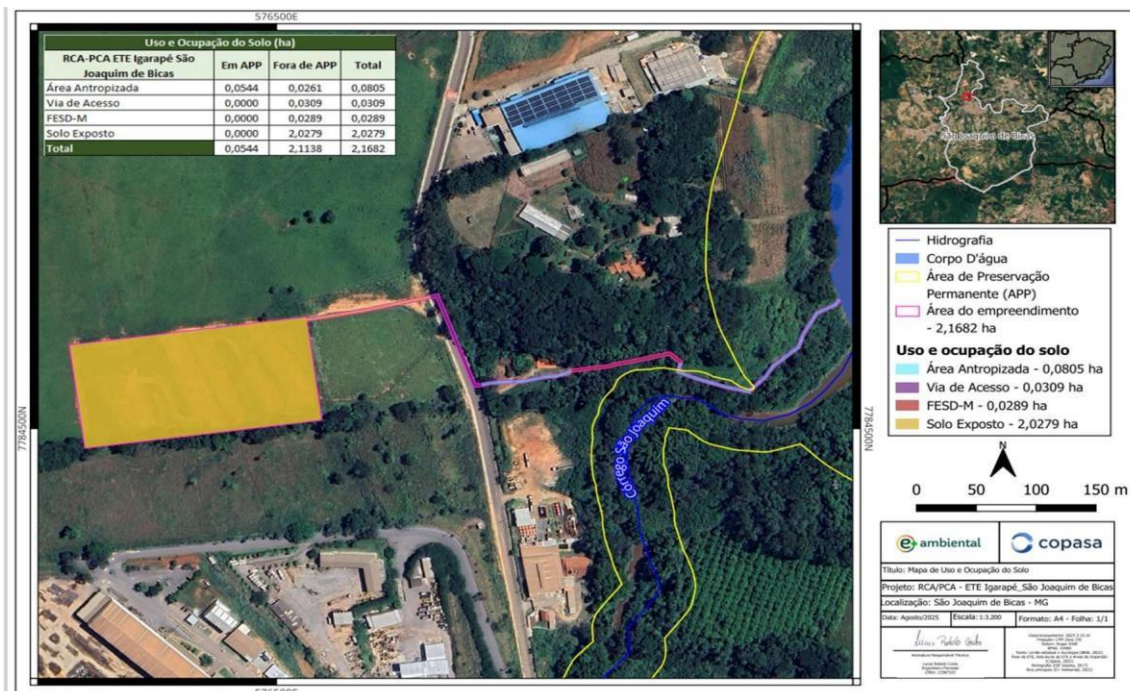 576500E
Uso e Ocupação do Solo (ha)
RCA-PCA ETE Igarapé São Joaquim de Bicas Em APP Fora de APP Total
Área Antropizada 0,0544 0,0261 0,0805
Via de Acesso 0,0000 0,0309 0,0309
FESD-M 0,0000 0,0289 0,0289
Solo Exposto 0,0000 2,0279 2,0279
Total 0,0544 2,1138 2,1682
7784500N
7784500N
Córrego São Joaquim
576500E
São Joaquim de Bicas
Hidrografia
Corpo D'água
Área de Preservação
Permanente (APP)
Área do empreendimento
- 2,1682 ha
Uso e ocupação do solo
Área Antropizada - 0,0805 ha
Via de Acesso - 0,0309 ha
FESD-M - 0,0289 ha
Solo Exposto - 2,0279 ha
N
0 50 100 150 m
e+ ambiental
copasa
Título: Mapa de Uso e Ocupação do Solo
Projeto: RCA/PCA - ETE Igarapé_São Joaquim de Bicas
Localização: São Joaquim de Bicas - MG
Data: Agosto/2025 Escala: 1:3.200 Formato: A4 - Folha: 1/1